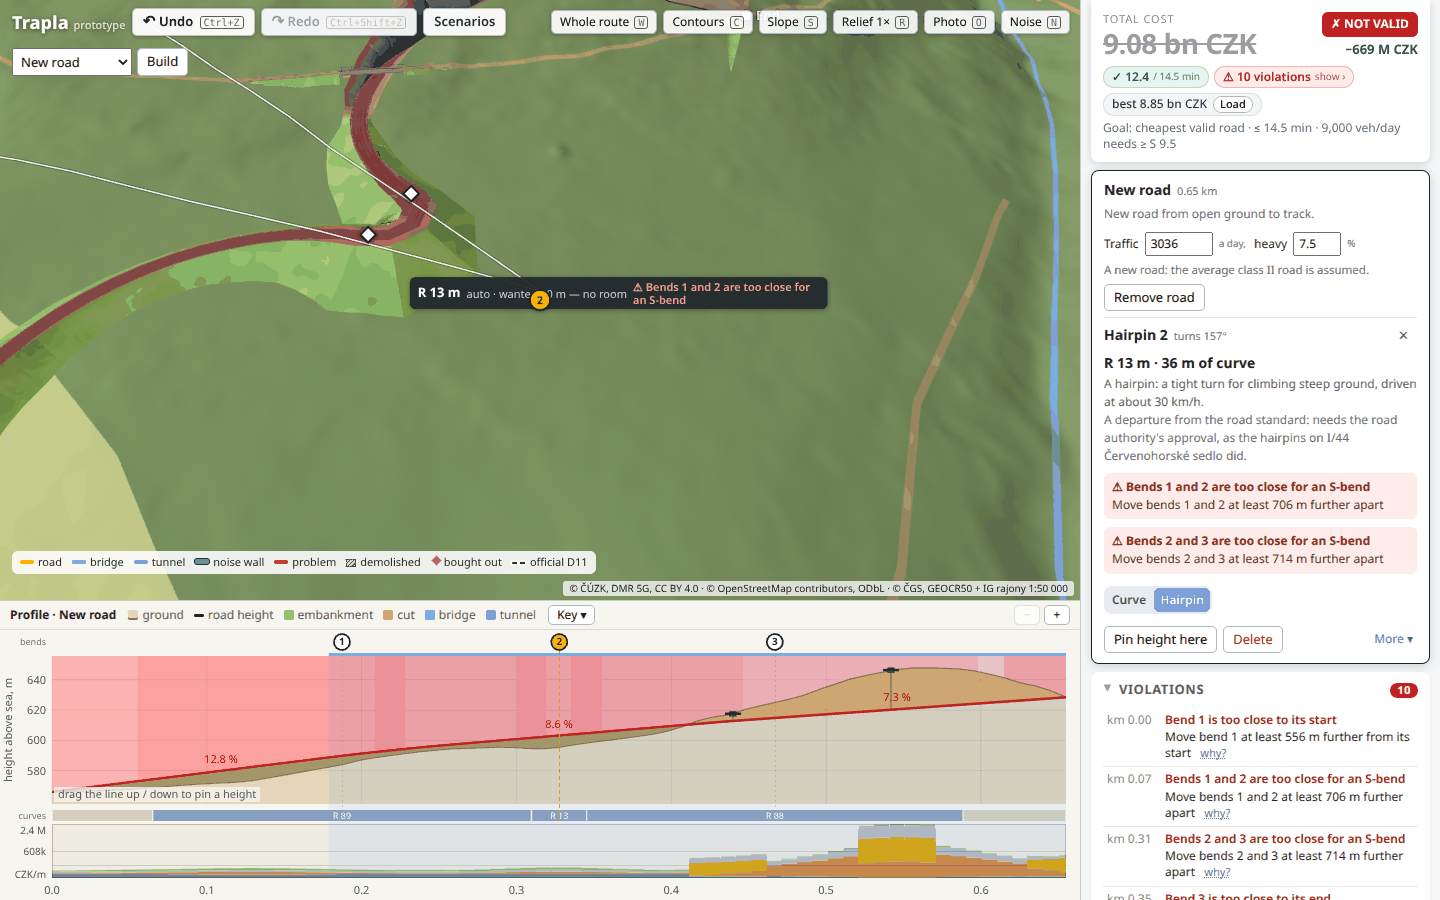 Trapla prototype
↶ Undo Ctrl+Z
↷ Redo Ctrl+Shift+Z
Scenarios
Whole route W
Contours C
Slope S
Relief 1× R
Photo O
Noise N
New road
Build
R 13 m auto · wante 0 m — no room
⚠ Bends 1 and 2 are too close for
an S-bend
2
road
bridge
tunnel
noise wall
problem
demolished
bought out
official D11
© ČÚZK, DMR 5G, CC BY 4.0 · © OpenStreetMap contributors, ODbL · © ČGS, GEOCR50 + IG rajony 1:50 000
Profile · New road
ground
road height
embankment
cut
bridge
tunnel
Key ▾
−
+
bends
1
2
3
height above sea, m
640
620
600
580
12.8 %
8.6 %
7.3 %
drag the line up / down to pin a height
curves
R 89
R 13
R 88
2.4 M
608k
CZK/m
0.0
0.1
0.2
0.3
0.4
0.5
0.6
TOTAL COST
✗ NOT VALID
9.08 bn CZK
−669 M CZK
✓ 12.4 / 14.5 min
⚠ 10 violations show ›
best 8.85 bn CZK Load
Goal: cheapest valid road · ≤ 14.5 min · 9,000 veh/day
needs ≥ S 9.5
New road 0.65 km
New road from open ground to track.
Traffic 3036 a day, heavy 7.5 %
A new road: the average class II road is assumed.
Remove road
Hairpin 2 turns 157°
✕
R 13 m · 36 m of curve
A hairpin: a tight turn for climbing steep ground, driven
at about 30 km/h.
A departure from the road standard: needs the road
authority's approval, as the hairpins on I/44
Červenohorské sedlo did.
⚠ Bends 1 and 2 are too close for an S-bend
Move bends 1 and 2 at least 706 m further apart
⚠ Bends 2 and 3 are too close for an S-bend
Move bends 2 and 3 at least 714 m further apart
Curve
Hairpin
Pin height here
Delete
More ▾
▼ VIOLATIONS
10
km 0.00 Bend 1 is too close to its start
Move bend 1 at least 556 m further from its
start why?
km 0.07 Bends 1 and 2 are too close for an S-bend
Move bends 1 and 2 at least 706 m further
apart why?
km 0.31 Bends 2 and 3 are too close for an S-bend
Move bends 2 and 3 at least 714 m further
apart why?
km 0.35 Bend 3 is too close to its end